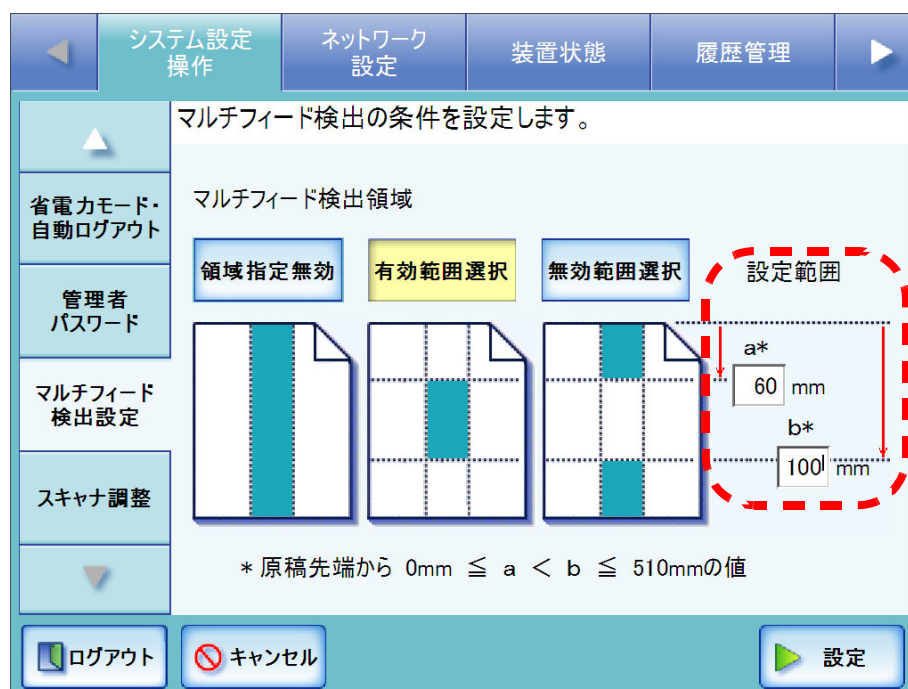 システム設定
操作
ネットワーク
設定
装置状態
履歴管理
マルチフィード検出の条件を設定します。
省電力モード・
自動ログアウト
管理者
パスワード
マルチフィード
検出設定
スキャナ調整
マルチフィード検出領域
領域指定無効
有効範囲選択
無効範囲選択
設定範囲
a*
60 mm
b*
100 mm
* 原稿先端から 0mm ≦ a < b ≦ 510mmの値
ログアウト
キャンセル
設定